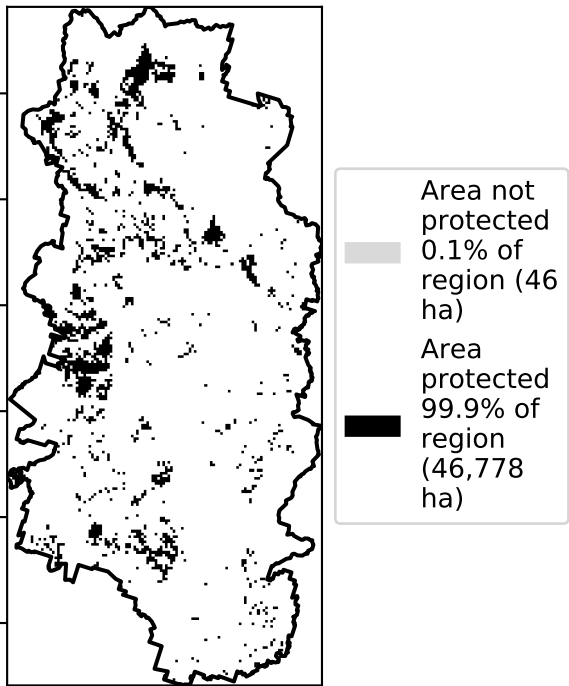 Area not
protected
0.1% of
region (46
ha)
Area
protected
99.9% of
region
(46,778
ha)